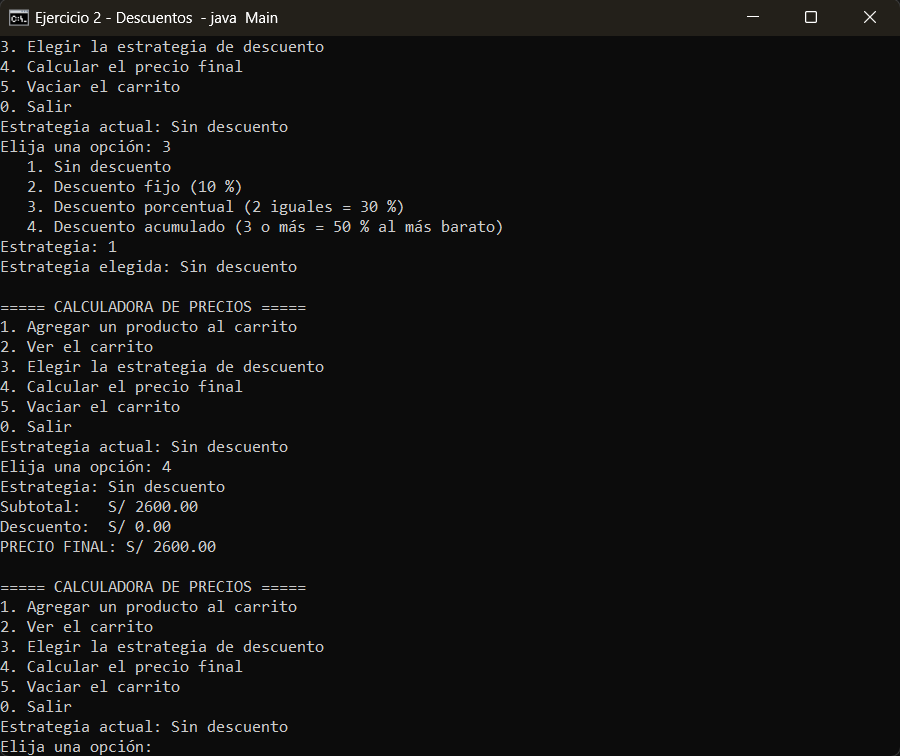 Ejercicio 2 - Descuentos - java Main
3. Elegir la estrategia de descuento
4. Calcular el precio final
5. Vaciar el carrito
0. Salir
Estrategia actual: Sin descuento
Elija una opción: 3
   1. Sin descuento
   2. Descuento fijo (10 %)
   3. Descuento porcentual (2 iguales = 30 %)
   4. Descuento acumulado (3 o más = 50 % al más barato)
Estrategia: 1
Estrategia elegida: Sin descuento

===== CALCULADORA DE PRECIOS =====
1. Agregar un producto al carrito
2. Ver el carrito
3. Elegir la estrategia de descuento
4. Calcular el precio final
5. Vaciar el carrito
0. Salir
Estrategia actual: Sin descuento
Elija una opción: 4
Estrategia: Sin descuento
Subtotal:   S/ 2600.00
Descuento:  S/ 0.00
PRECIO FINAL: S/ 2600.00

===== CALCULADORA DE PRECIOS =====
1. Agregar un producto al carrito
2. Ver el carrito
3. Elegir la estrategia de descuento
4. Calcular el precio final
5. Vaciar el carrito
0. Salir
Estrategia actual: Sin descuento
Elija una opción: